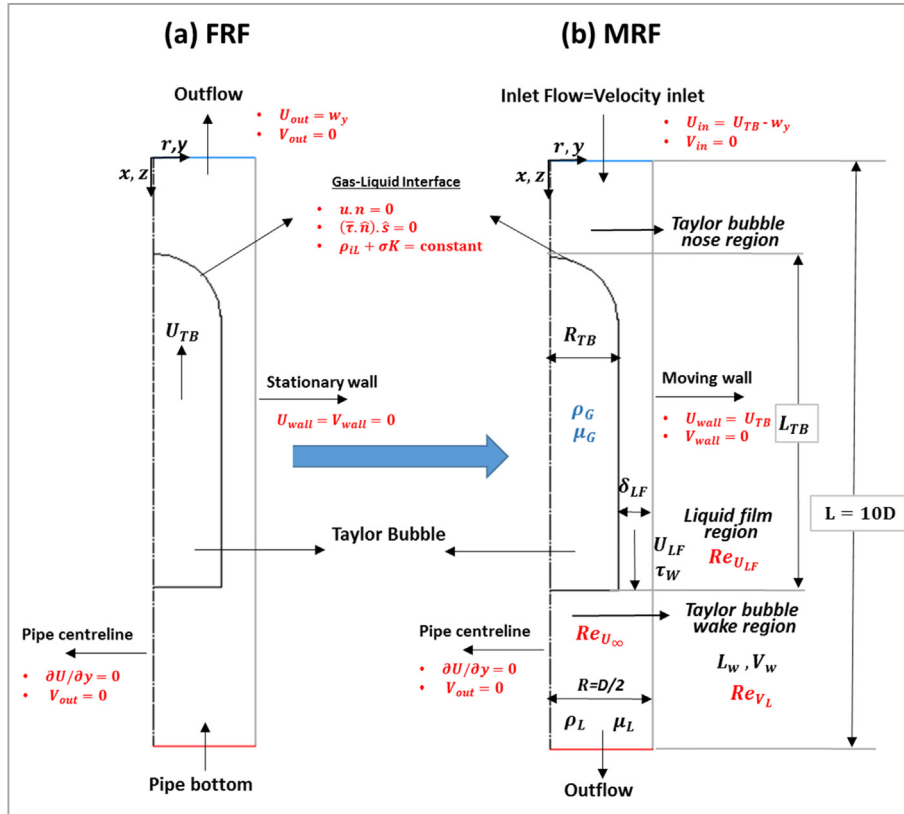 (a) FRF
Outflow
• U_out = w_y
• V_out = 0
r, y
x, z
Gas-Liquid Interface
• u.n = 0
• (τ̿.n̂).ŝ = 0
• ρ_iL + σK = constant
U_TB
Stationary wall
U_wall = V_wall = 0
Taylor Bubble
Pipe centreline
• ∂U/∂y = 0
• V_out = 0
Pipe bottom
(b) MRF
Inlet Flow=Velocity inlet
• U_in = U_TB - w_y
• V_in = 0
r, y
x, z
Taylor bubble
nose region
R_TB
ρ_G
μ_G
Moving wall
• U_wall = U_TB
• V_wall = 0
L_TB
δ_LF
L = 10D
Liquid film
region
Re_U_LF
U_LF
τ_W
Taylor bubble
wake region
Re_U_∞
L_w , V_w
Re_V_L
Pipe centreline
• ∂U/∂y = 0
• V_out = 0
R=D/2
ρ_L μ_L
Outflow